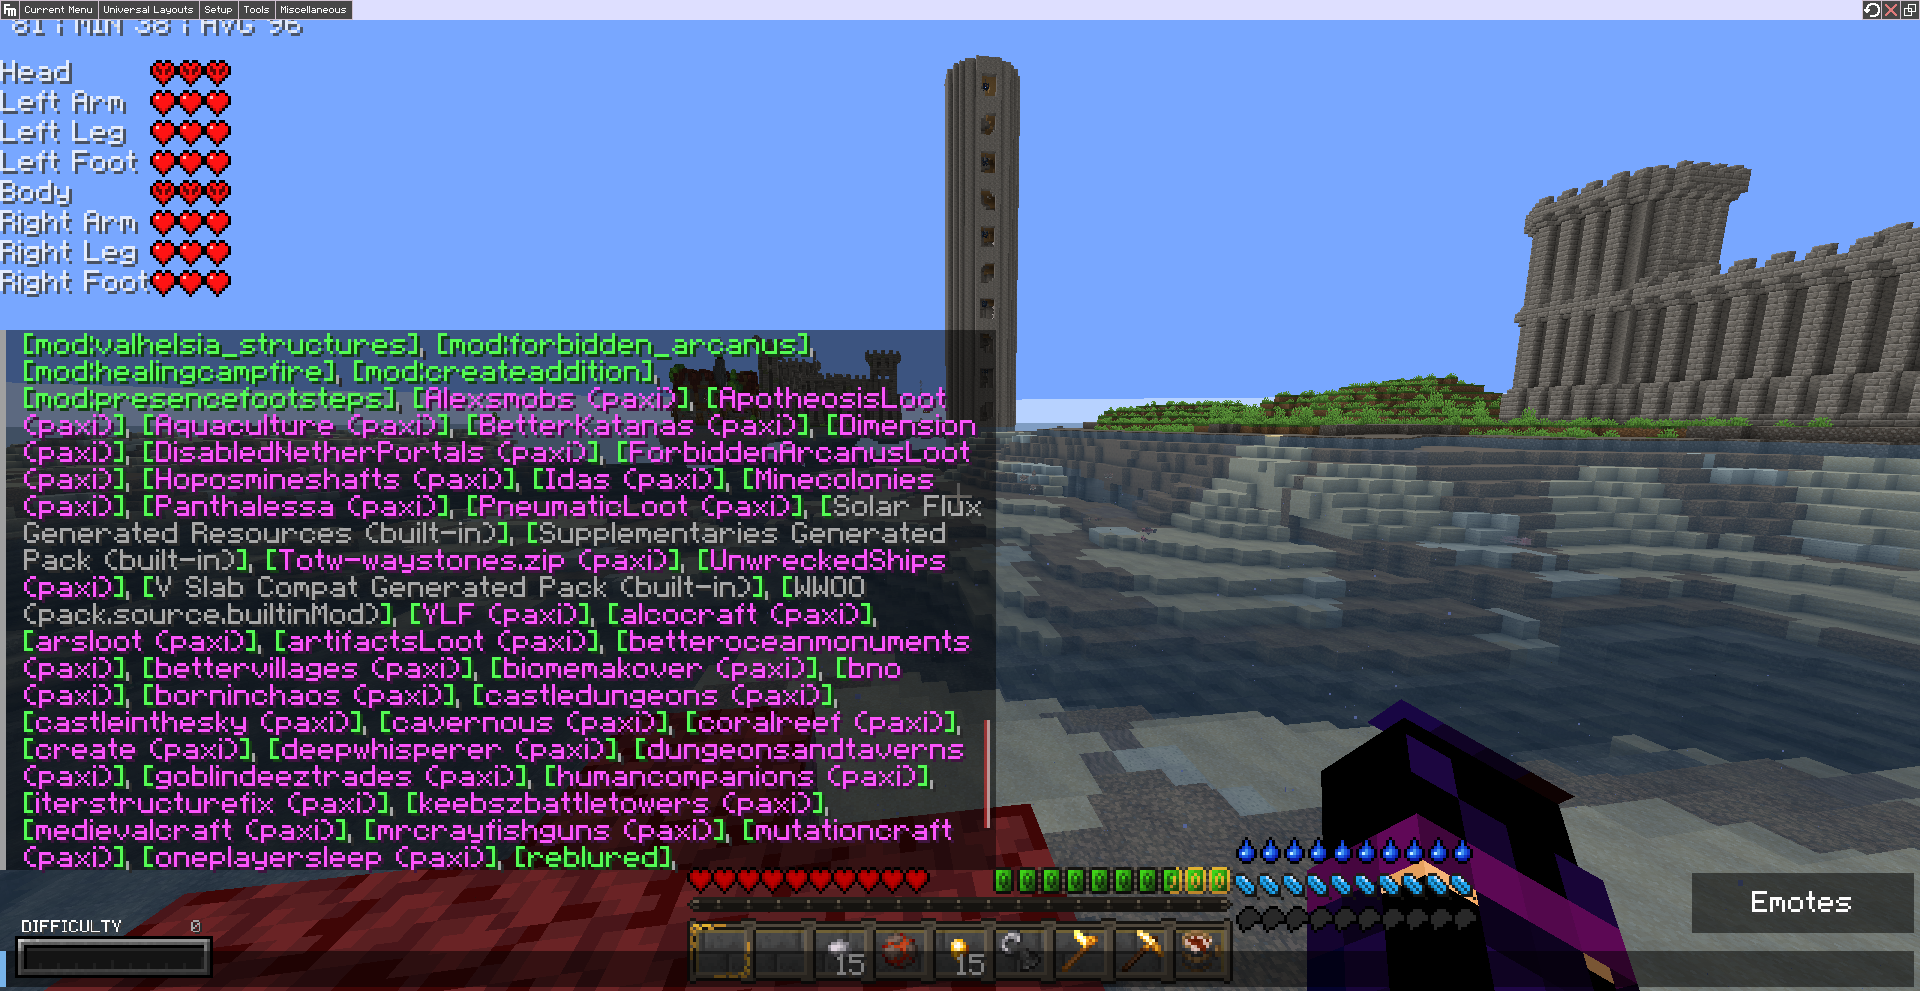 Fm Current Menu Universal Layouts Setup Tools Miscellaneous
81 : MIN 38 : AVG 96
Head
Left Arm
Left Leg
Left Foot
Body
Right Arm
Right Leg
Right Foot
[mod:valhelsia_structures], [mod:forbidden_arcanus],
[mod:healingcampfire], [mod:createaddition],
[mod:presencefootsteps], [Alexsmobs (paxi)], [ApotheosisLoot
(paxi)], [Aquaculture (paxi)], [BetterKatanas (paxi)], [Dimension
(paxi)], [DisabledNetherPortals (paxi)], [ForbiddenArcanusLoot
(paxi)], [Hoposmineshafts (paxi)], [Idas (paxi)], [Minecolonies
(paxi)], [Panthalessa (paxi)], [PneumaticLoot (paxi)], [Solar Flux
Generated Resources (built-in)], [Supplementaries Generated
Pack (built-in)], [Totw-waystones.zip (paxi)], [UnwreckedShips
(paxi)], [V Slab Compat Generated Pack (built-in)], [WWOO
(pack.source.builtinMod)], [YLF (paxi)], [alcocraft (paxi)],
[arsloot (paxi)], [artifactsLoot (paxi)], [betteroceanmonuments
(paxi)], [bettervillages (paxi)], [biomemakover (paxi)], [bno
(paxi)], [borninchaos (paxi)], [castledungeons (paxi)],
[castleinthesky (paxi)], [cavernous (paxi)], [coralreef (paxi)],
[create (paxi)], [deepwhisperer (paxi)], [dungeonsandtaverns
(paxi)], [goblindeeztrades (paxi)], [humancompanions (paxi)],
[iterstructurefix (paxi)], [keebszbattletowers (paxi)],
[medievalcraft (paxi)], [mrcrayfishguns (paxi)], [mutationcraft
(paxi)], [oneplayersleep (paxi)], [reblured],
DIFFICULTY 0
15 15
Emotes